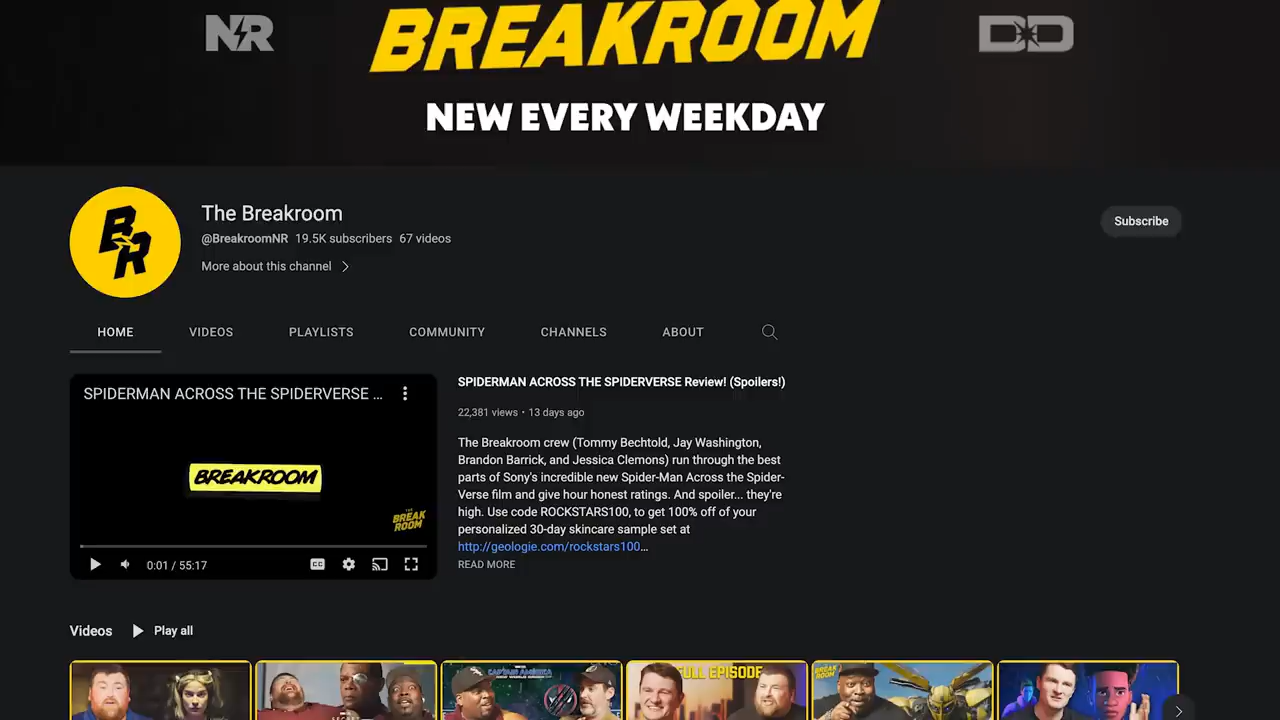 NR
BREAKROOM
DD
NEW EVERY WEEKDAY
BR
The Breakroom
@BreakroomNR 19.5K subscribers 67 videos
More about this channel
Subscribe
HOME
VIDEOS
PLAYLISTS
COMMUNITY
CHANNELS
ABOUT
SPIDERMAN ACROSS THE SPIDERVERSE ...
BREAKROOM
THE
BREAK
ROOM
0:01 / 55:17
CC
SPIDERMAN ACROSS THE SPIDERVERSE Review! (Spoilers!)
22,381 views • 13 days ago
The Breakroom crew (Tommy Bechtold, Jay Washington,
Brandon Barrick, and Jessica Clemons) run through the best
parts of Sony's incredible new Spider-Man Across the Spider-
Verse film and give hour honest ratings. And spoiler... they're
high. Use code ROCKSTARS100, to get 100% off of your
personalized 30-day skincare sample set at
http://geologie.com/rockstars100...
READ MORE
Videos
Play all
CAPTAIN AMERICA
FULL EPISODE
BREAK
ROOM